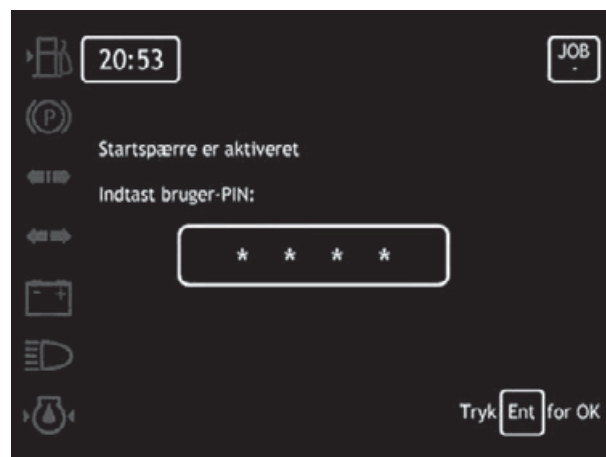 20:53
JOB
-
(P)
Startspærre er aktiveret
Indtast bruger-PIN:
* * * *
- +
Tryk Ent for OK